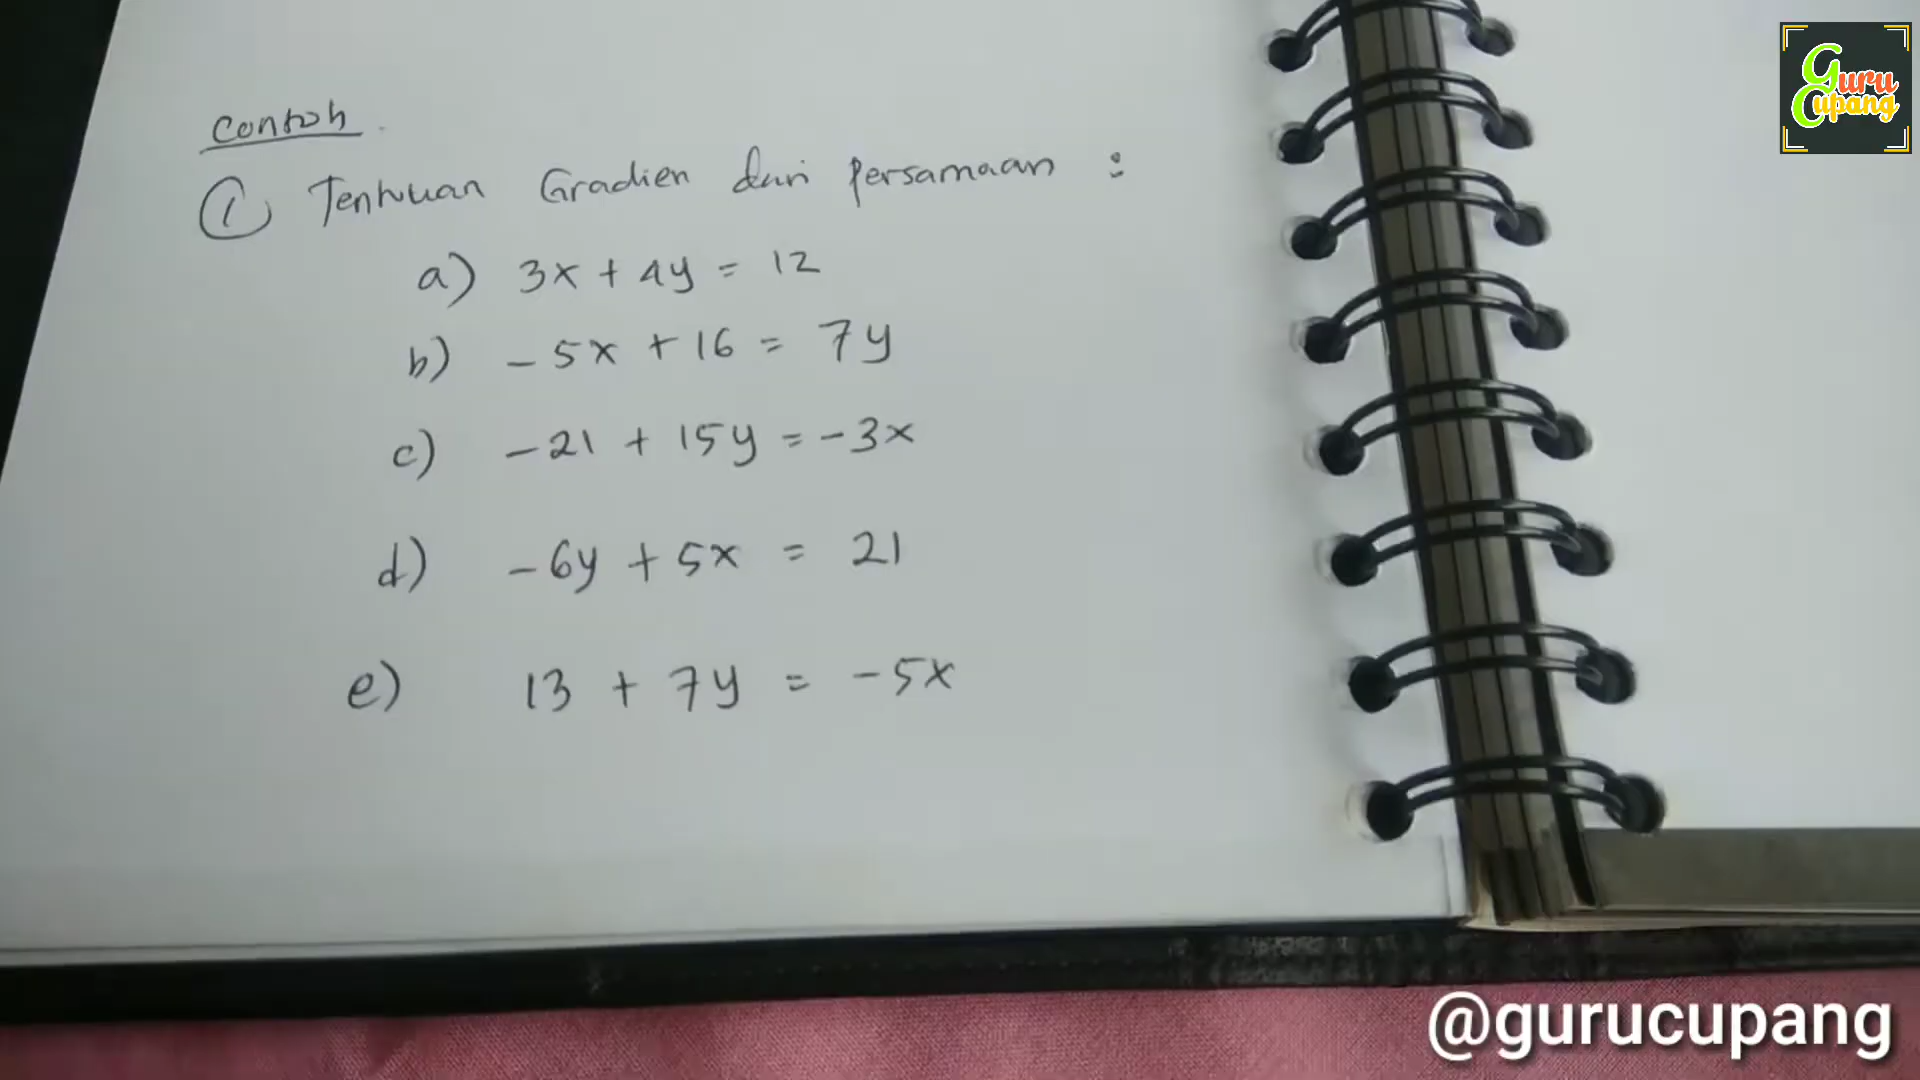 Contoh
1 Tentukan Gradien dari Persamaan :
a) 3x + 4y = 12
b) -5x + 16 = 7y
c) -21 + 15y = -3x
d) -6y + 5x = 21
e) 13 + 7y = -5x
Guru
Cupang
@gurucupang